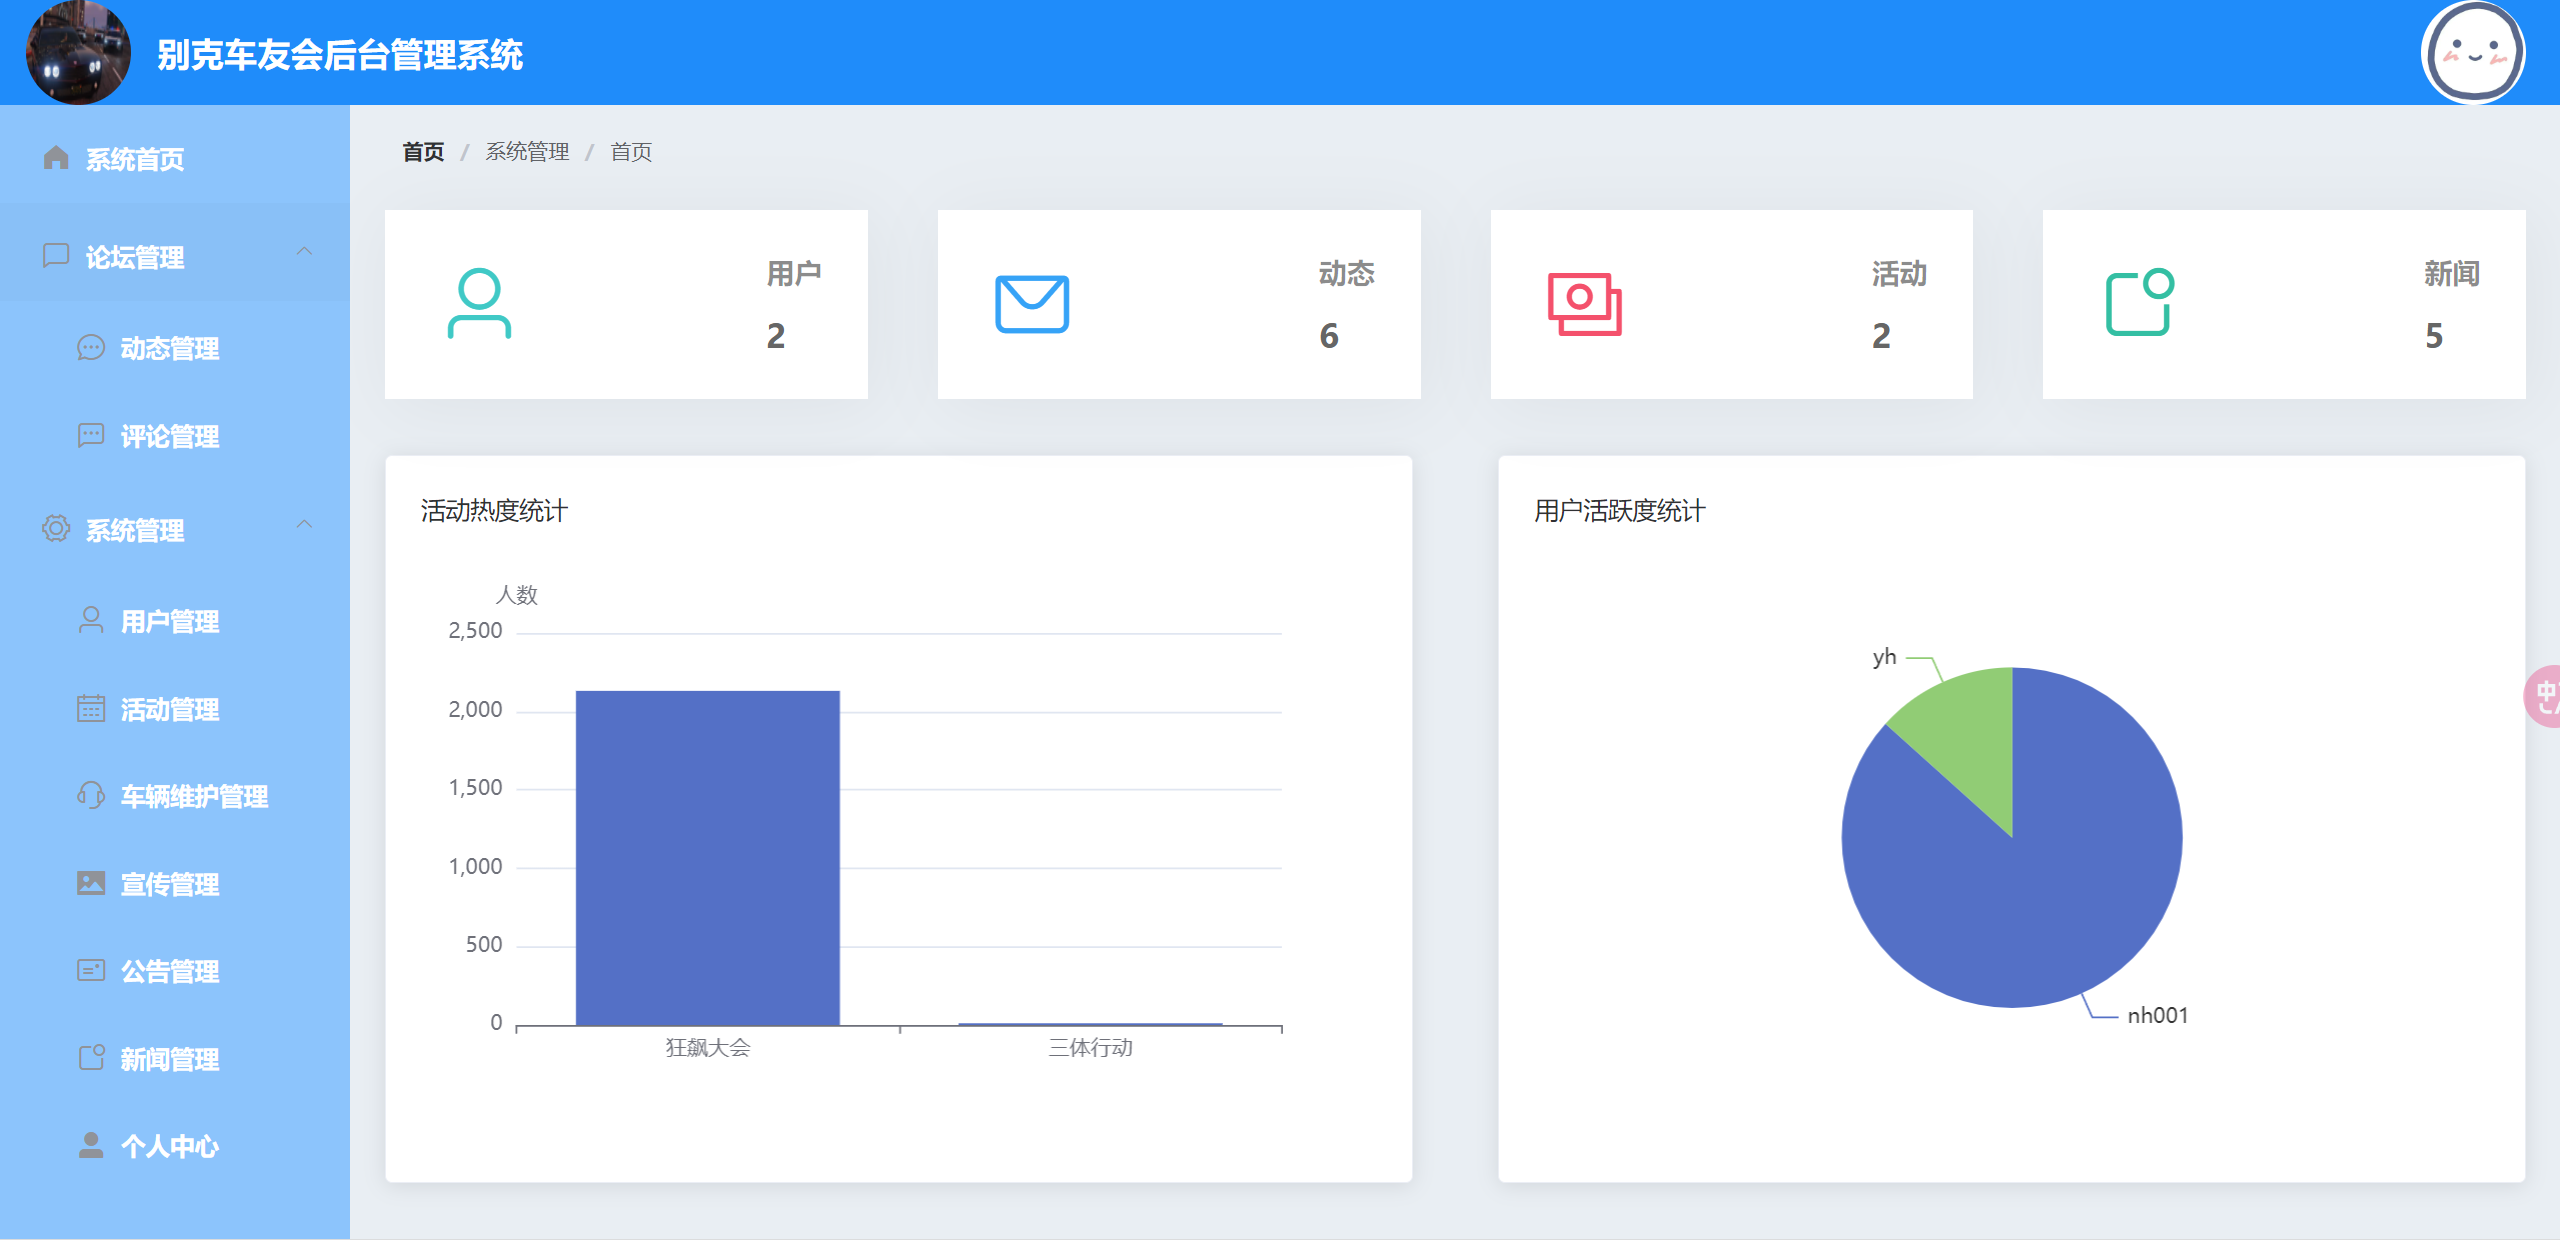 别克车友会后台管理系统
系统首页
论坛管理
动态管理
评论管理
系统管理
用户管理
活动管理
车辆维护管理
宣传管理
公告管理
新闻管理
个人中心
首页 / 系统管理 / 首页
用户
2
动态
6
活动
2
新闻
5
活动热度统计
人数
2,500
2,000
1,500
1,000
500
0
狂飙大会
三体行动
用户活跃度统计
yh
nh001
中